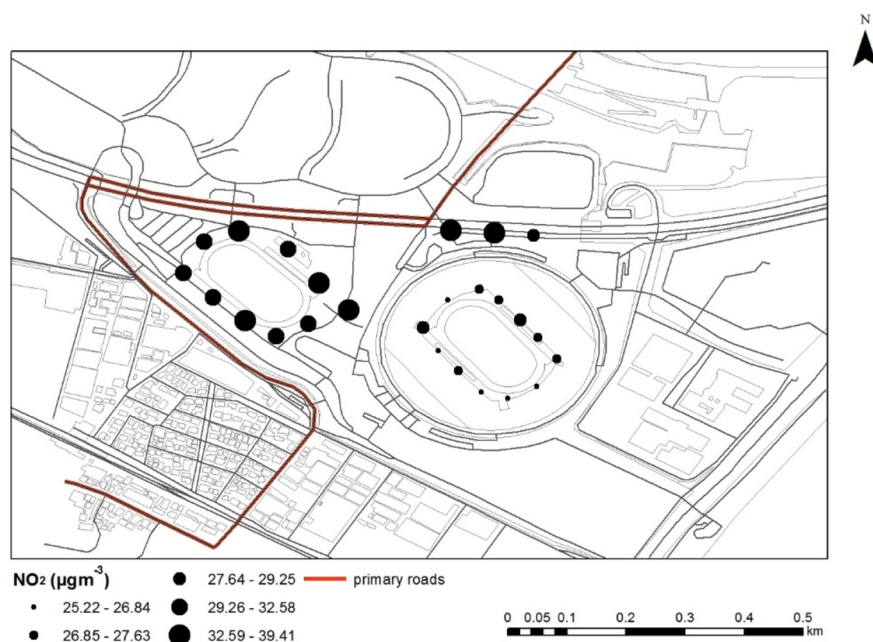 N
NO2 (µgm-3)
25.22 - 26.84
26.85 - 27.63
27.64 - 29.25
29.26 - 32.58
32.59 - 39.41
primary roads
0 0.05 0.1 0.2 0.3 0.4 0.5
km